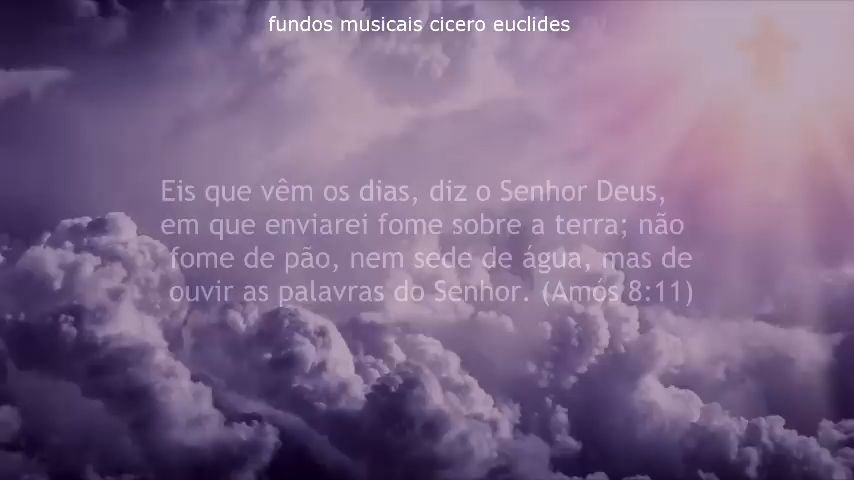 fundos musicais cicero euclides
Eis que vêm os dias, diz o Senhor Deus,
em que enviarei fome sobre a terra; não
fome de pão, nem sede de água, mas de
ouvir as palavras do Senhor. (Amós 8:11)